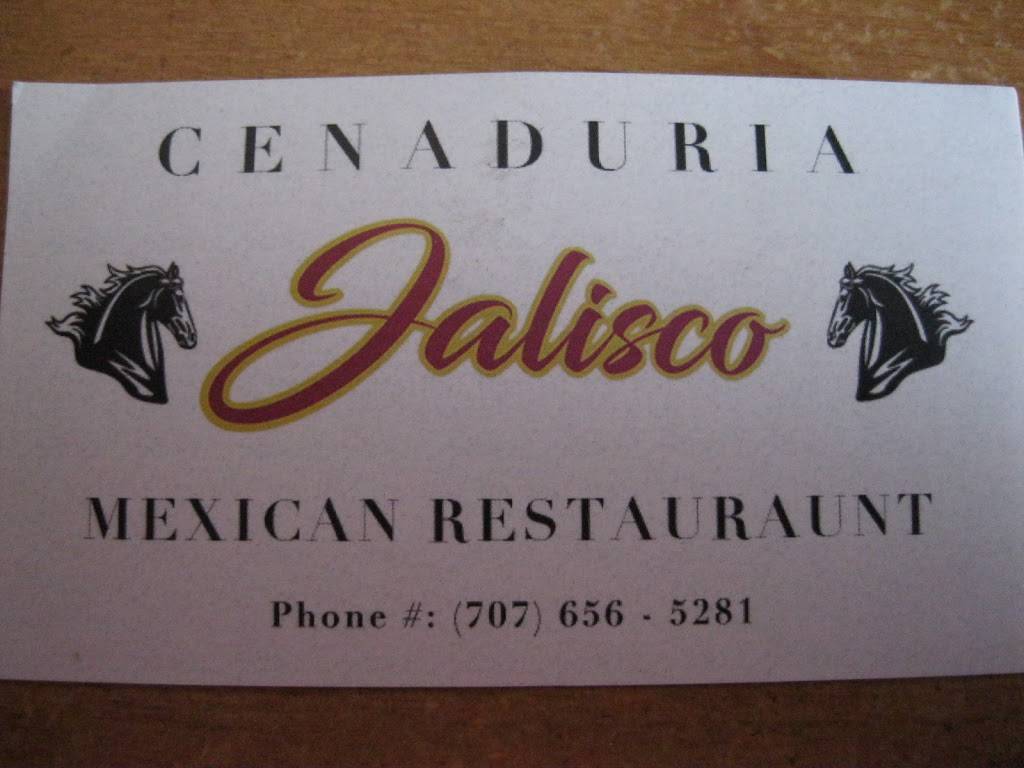 CENADURIA
Jalisco
MEXICAN RESTAURAUNT
Phone #: (707) 656 - 5281